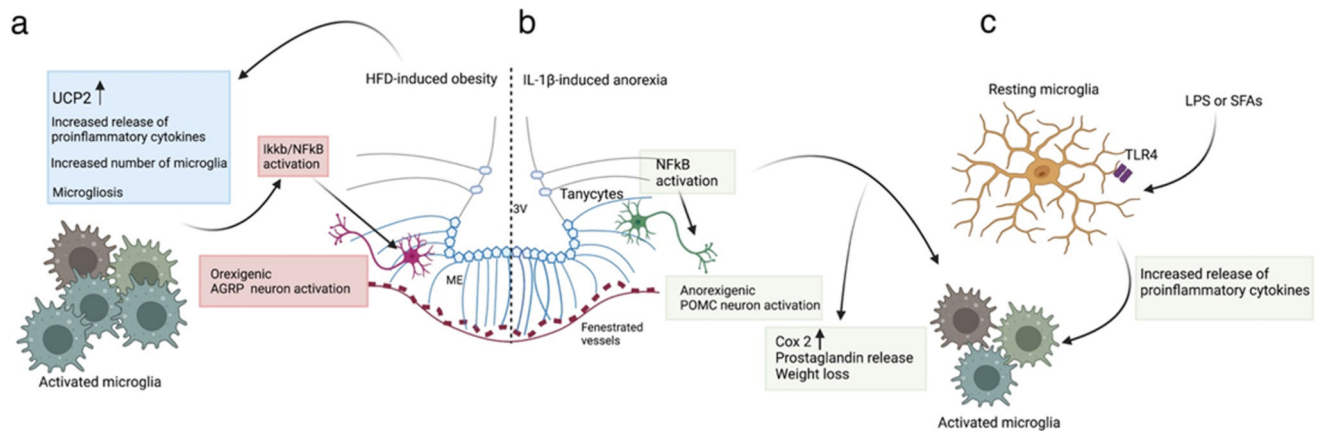 a
UCP2
Increased release of
proinflammatory cytokines
Increased number of microglia
Microgliosis
Activated microglia
Ikkb/NFkB
activation
Orexigenic
AGRP neuron activation
HFD-induced obesity
b
IL-1β-induced anorexia
3V
ME
Tanycytes
NFkB
activation
Anorexigenic
POMC neuron activation
Fenestrated
vessels
Cox 2
Prostaglandin release
Weight loss
c
Resting microglia
LPS or SFAs
TLR4
Increased release of
proinflammatory cytokines
Activated microglia